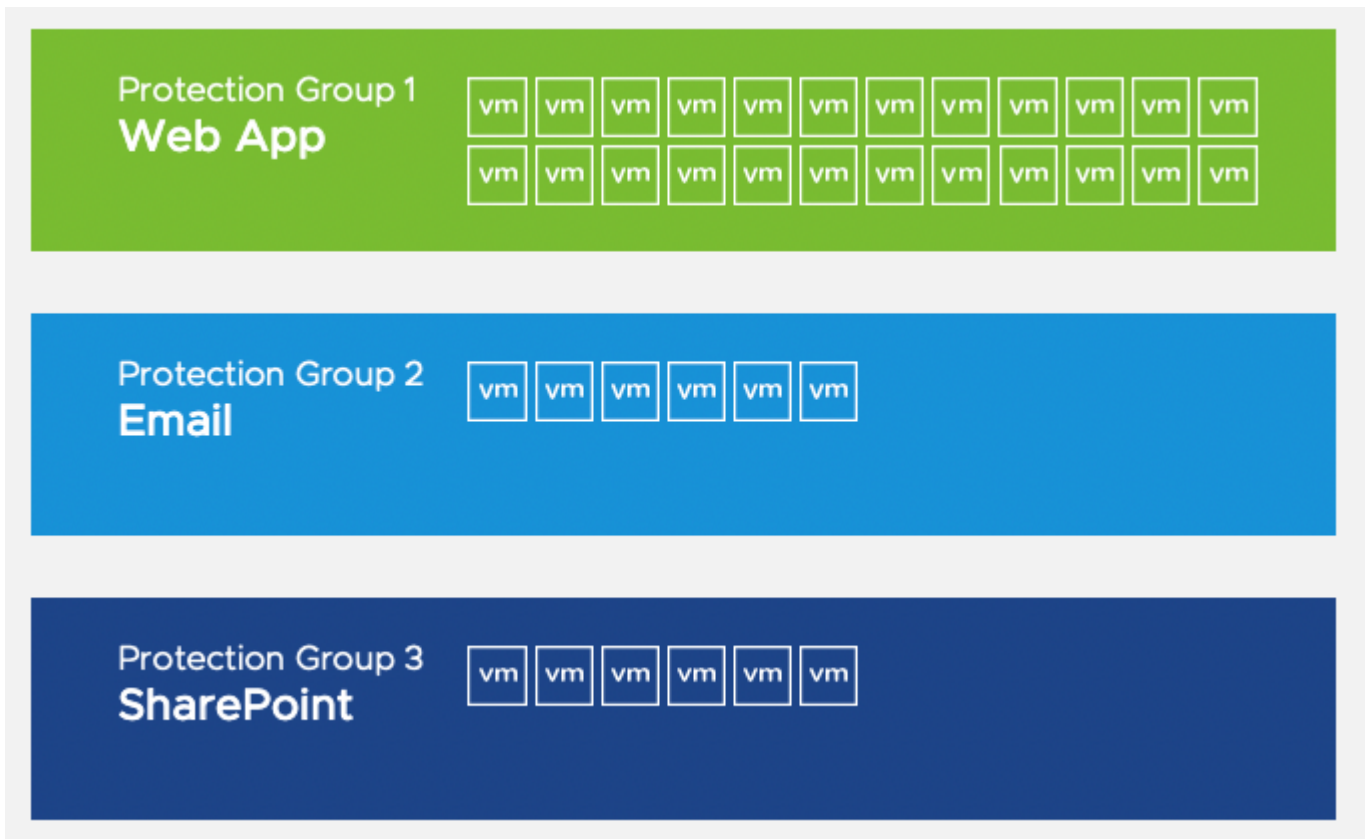 Protection Group 1
Web App
vm vm vm vm vm vm vm vm vm vm vm vm
vm vm vm vm vm vm vm vm vm vm vm vm
Protection Group 2
Email
vm vm vm vm vm vm
Protection Group 3
SharePoint
vm vm vm vm vm vm